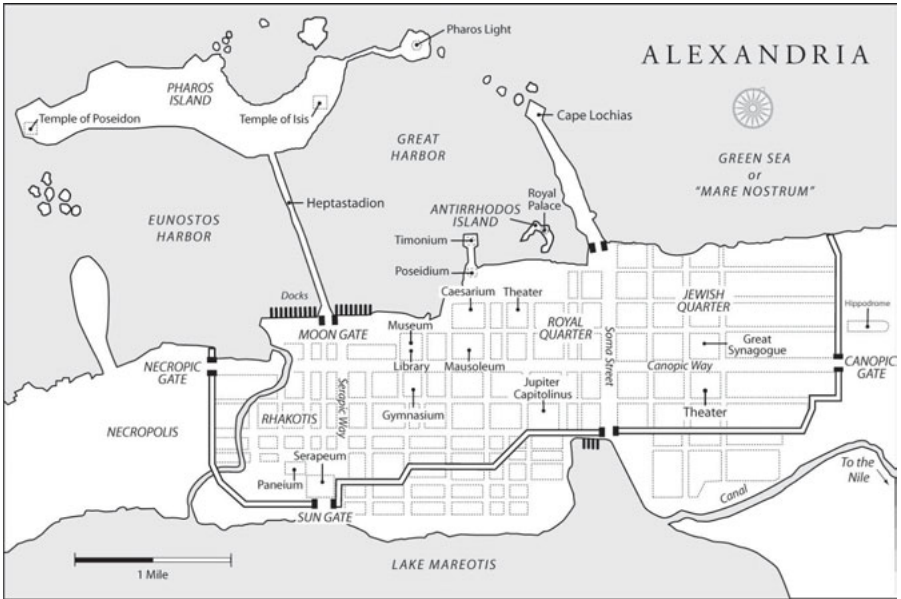 Pharos Light
ALEXANDRIA
PHAROS
ISLAND
Temple of Poseidon
Temple of Isis
Cape Lochias
GREAT
HARBOR
GREEN SEA
or
"MARE NOSTRUM"
Heptastadion
EUNOSTOS
HARBOR
ANTIRRHODOS
ISLAND
Royal
Palace
Timonium
Poseidium
Docks
Caesarium
Theater
JEWISH
QUARTER
Hippodrome
MOON GATE
Museum
ROYAL
QUARTER
Soma Street
Great
Synagogue
NECROPIC
GATE
Library
Mausoleum
Canopic Way
CANOPIC
GATE
Serapic Way
Jupiter
Capitolinus
Gymnasium
Theater
NECROPOLIS
RHAKOTIS
Serapeum
Paneium
SUN GATE
To the
Nile
Canal
LAKE MAREOTIS
1 Mile